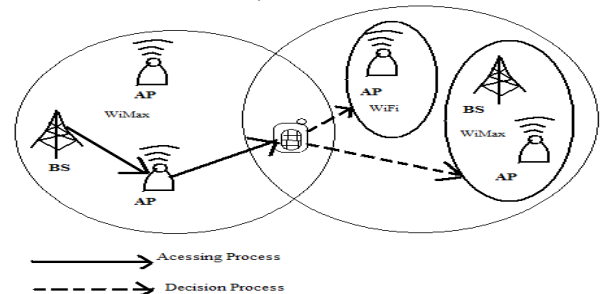 AP
WiMax
BS
AP
AP
WiFi
BS
WiMax
AP
Acessing Process
Decision Process